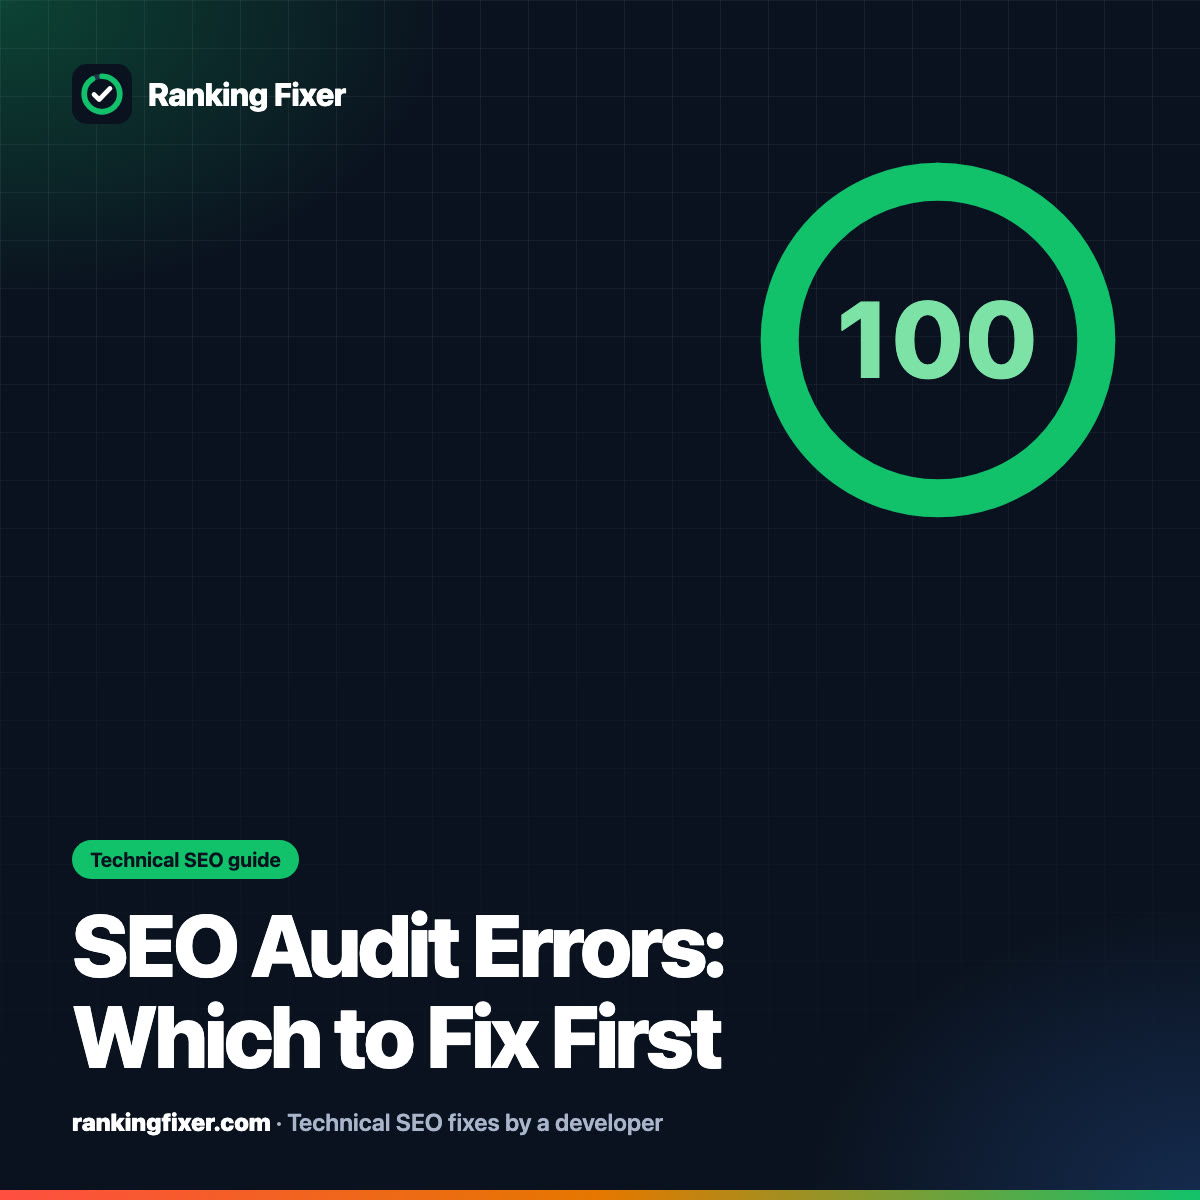 Ranking Fixer
100
Technical SEO guide
SEO Audit Errors:
Which to Fix First
rankingfixer.com · Technical SEO fixes by a developer